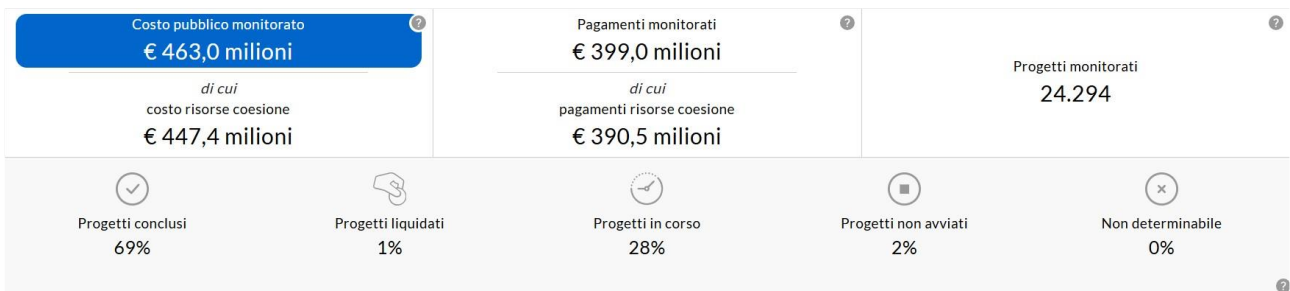 Costo pubblico monitorato
?
€ 463,0 milioni
di cui
costo risorse coesione
€ 447,4 milioni
Pagamenti monitorati
?
€ 399,0 milioni
di cui
pagamenti risorse coesione
€ 390,5 milioni
?
Progetti monitorati
24.294
Progetti conclusi
69%
Progetti liquidati
1%
Progetti in corso
28%
Progetti non avviati
2%
Non determinabile
0%
?